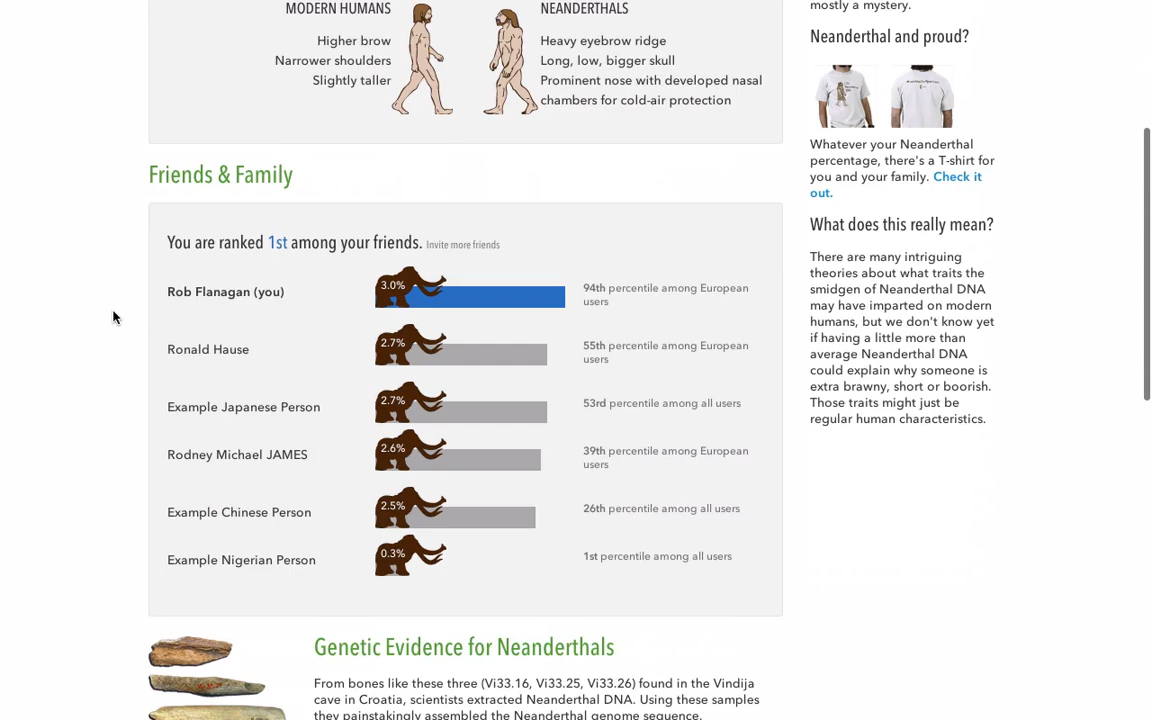 MODERN HUMANS
Higher brow
Narrower shoulders
Slightly taller
NEANDERTHALS
Heavy eyebrow ridge
Long, low, bigger skull
Prominent nose with developed nasal
chambers for cold-air protection
Friends & Family
You are ranked 1st among your friends. Invite more friends
Rob Flanagan (you)
3.0%
94th percentile among European
users
Ronald Hause
2.7%
55th percentile among European
users
Example Japanese Person
2.7%
53rd percentile among all users
Rodney Michael JAMES
2.6%
39th percentile among European
users
Example Chinese Person
2.5%
26th percentile among all users
Example Nigerian Person
0.3%
1st percentile among all users
Genetic Evidence for Neanderthals
From bones like these three (Vi33.16, Vi33.25, Vi33.26) found in the Vindija
cave in Croatia, scientists extracted Neanderthal DNA. Using these samples
they painstakingly assembled the Neanderthal genome sequence.
mostly a mystery.
Neanderthal and proud?
Whatever your Neanderthal
percentage, there's a T-shirt for
you and your family. Check it
out.
What does this really mean?
There are many intriguing
theories about what traits the
smidgen of Neanderthal DNA
may have imparted on modern
humans, but we don't know yet
if having a little more than
average Neanderthal DNA
could explain why someone is
extra brawny, short or boorish.
Those traits might just be
regular human characteristics.